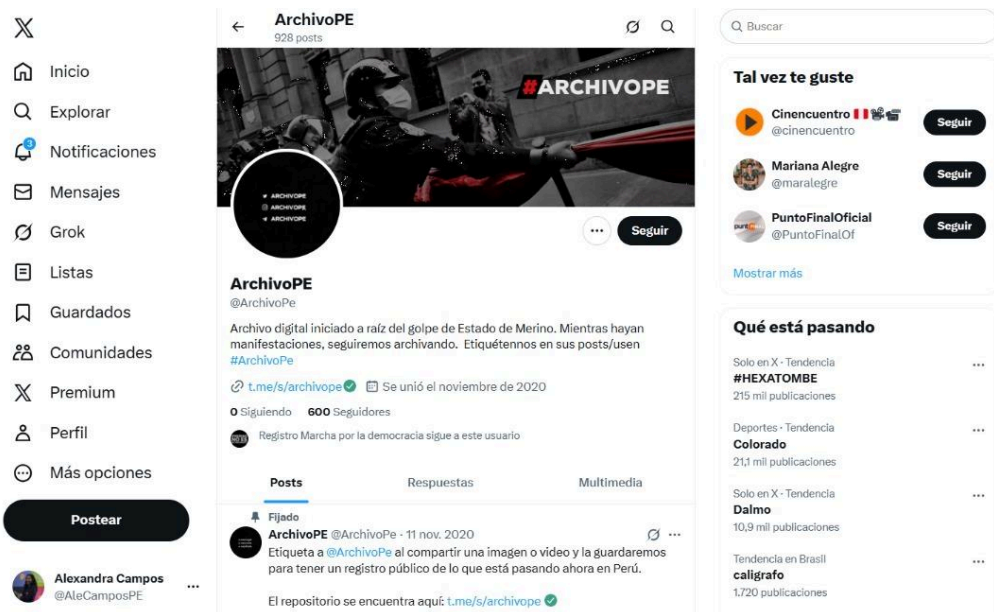 Inicio
Explorar
3
Notificaciones
Mensajes
Grok
Listas
Guardados
Comunidades
Premium
Perfil
Más opciones
Postear
Alexandra Campos
@AleCamposPE
ArchivoPE
928 posts
#ARCHIVOPE
ARCHIVOPE
ARCHIVOPE
ARCHIVOPE
Seguir
ArchivoPE
@ArchivoPe
Archivo digital iniciado a raíz del golpe de Estado de Merino. Mientras hayan
manifestaciones, seguiremos archivando. Etiquétennos en sus posts/usen
#ArchivoPe
t.me/s/archivope Se unió el noviembre de 2020
0 Siguiendo 600 Seguidores
Registro Marcha por la democracia sigue a este usuario
Posts Respuestas Multimedia
Fijado
ArchivoPE @ArchivoPe · 11 nov. 2020
Etiqueta a @ArchivoPe al compartir una imagen o video y la guardaremos
para tener un registro público de lo que está pasando ahora en Perú.
El repositorio se encuentra aquí: t.me/s/archivope
Buscar
Tal vez te guste
Cinencuentro
@cinencuentro
Seguir
Mariana Alegre
@maralegre
Seguir
PuntoFinalOficial
@PuntoFinalOf
Seguir
Mostrar más
Qué está pasando
Solo en X · Tendencia
#HEXATOMBE
215 mil publicaciones
Deportes · Tendencia
Colorado
21,1 mil publicaciones
Solo en X · Tendencia
Dalmo
10,9 mil publicaciones
Tendencia en Brasil
caligrafo
1.720 publicaciones